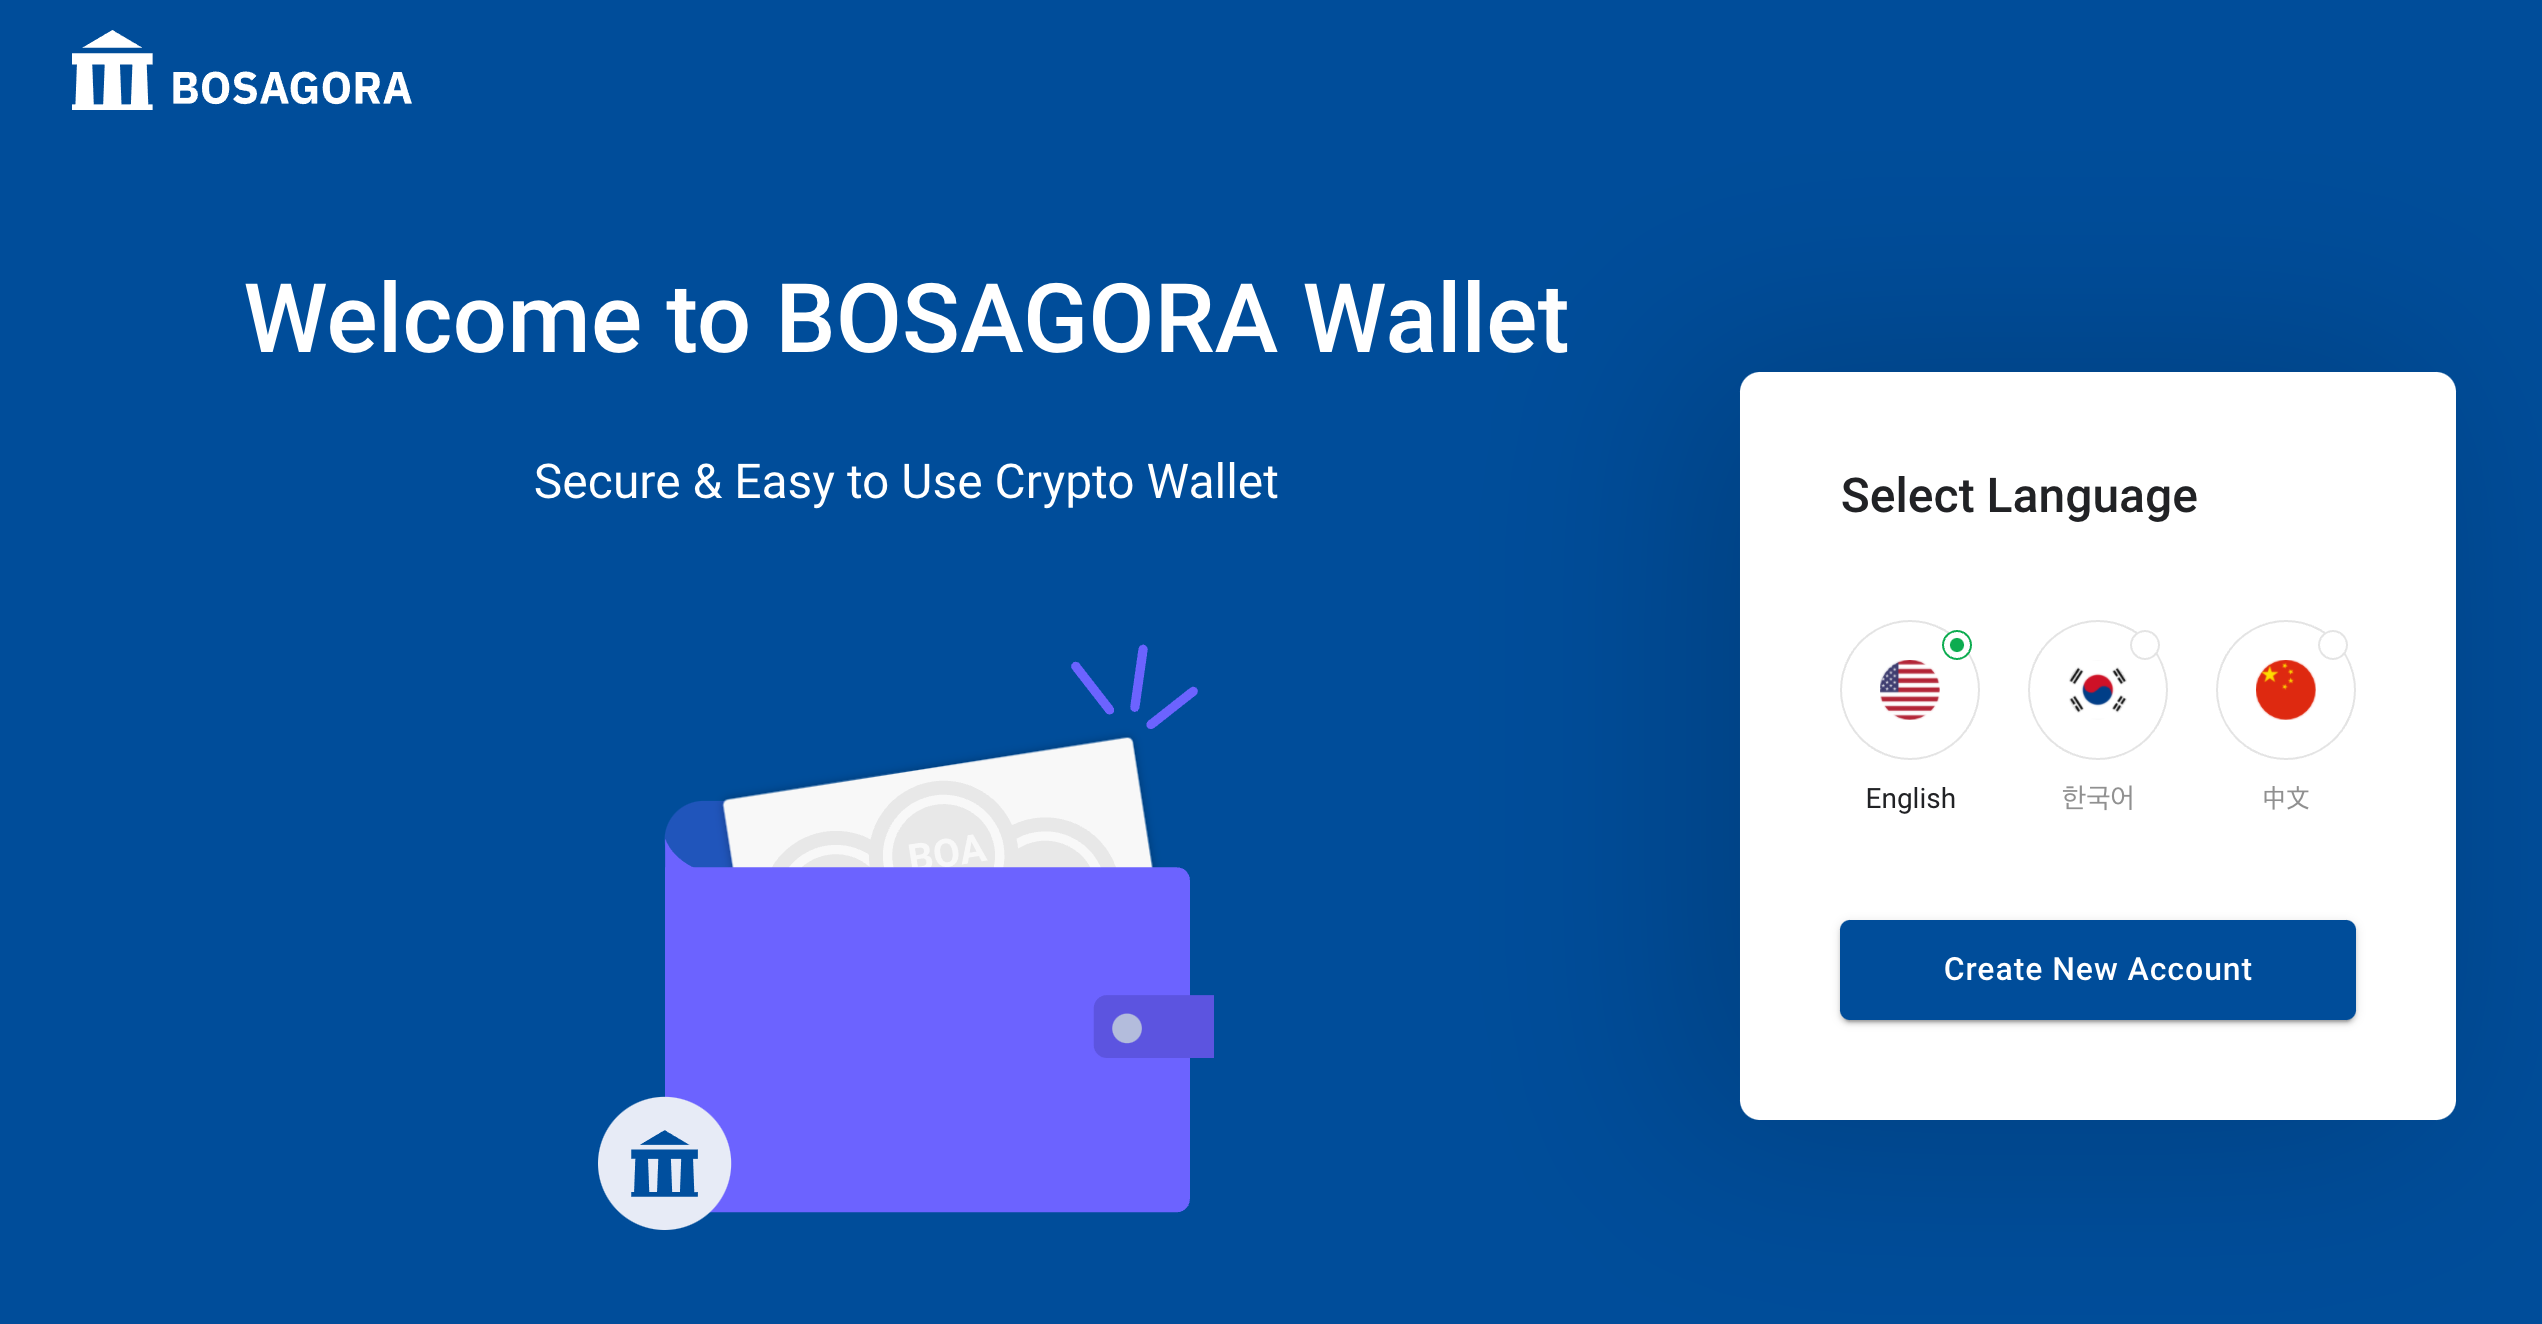 BOSAGORA
Welcome to BOSAGORA Wallet
Secure & Easy to Use Crypto Wallet
BOA
Select Language
English
한국어
中文
Create New Account